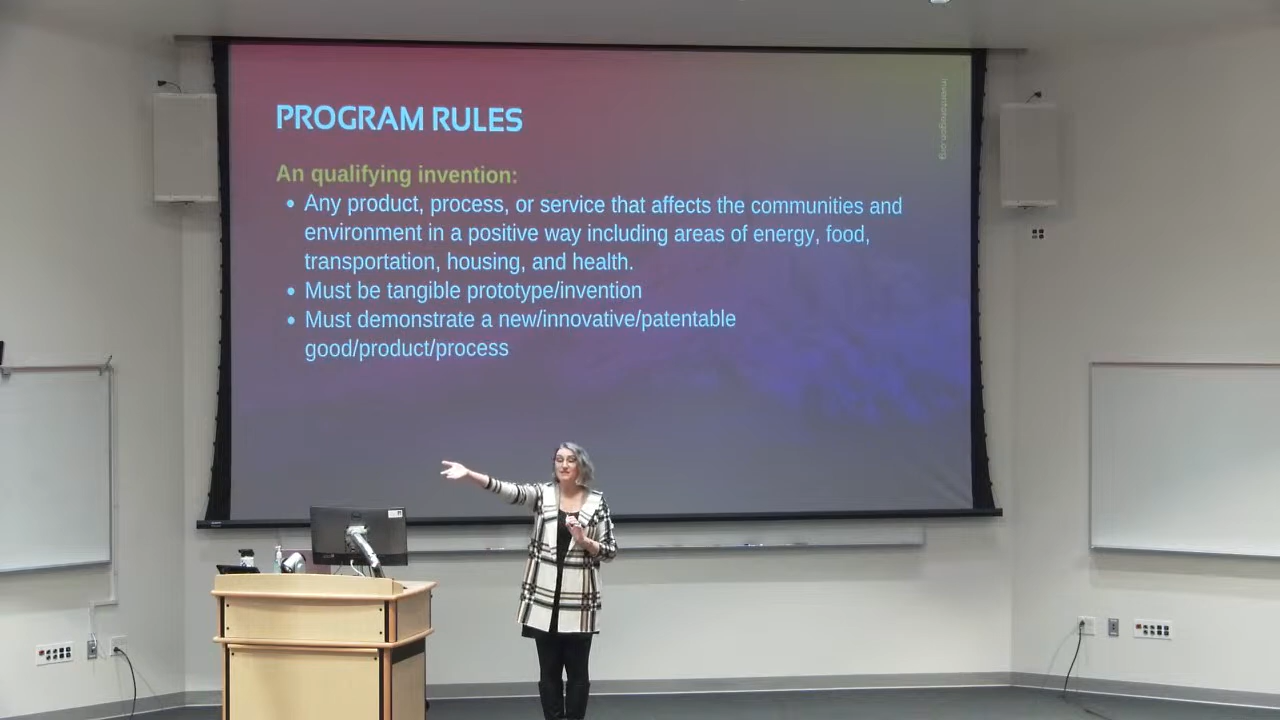 PROGRAM RULES
inventoregon.org
An qualifying invention:
• Any product, process, or service that affects the communities and
environment in a positive way including areas of energy, food,
transportation, housing, and health.
• Must be tangible prototype/invention
• Must demonstrate a new/innovative/patentable
good/product/process